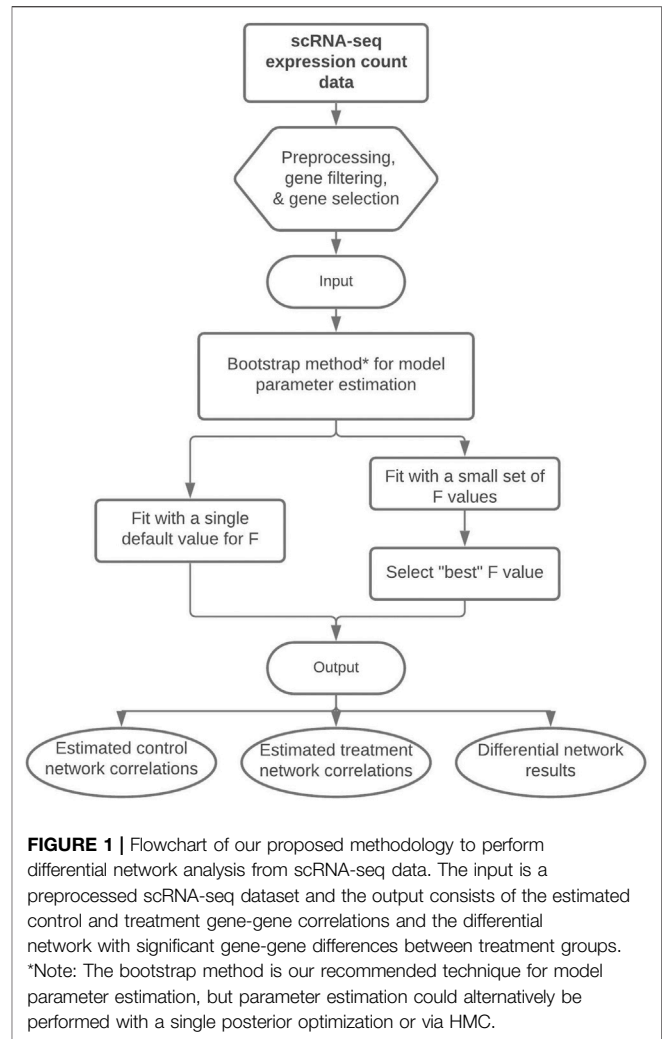 scRNA-seq
expression count
data
Preprocessing,
gene filtering,
& gene selection
Input
Bootstrap method* for model
parameter estimation
Fit with a single
default value for F
Fit with a small set of
F values
Select "best" F value
Output
Estimated control
network correlations
Estimated treatment
network correlations
Differential network
results
FIGURE 1 | Flowchart of our proposed methodology to perform
differential network analysis from scRNA-seq data. The input is a
preprocessed scRNA-seq dataset and the output consists of the estimated
control and treatment gene-gene correlations and the differential
network with significant gene-gene differences between treatment groups.
*Note: The bootstrap method is our recommended technique for model
parameter estimation, but parameter estimation could alternatively be
performed with a single posterior optimization or via HMC.